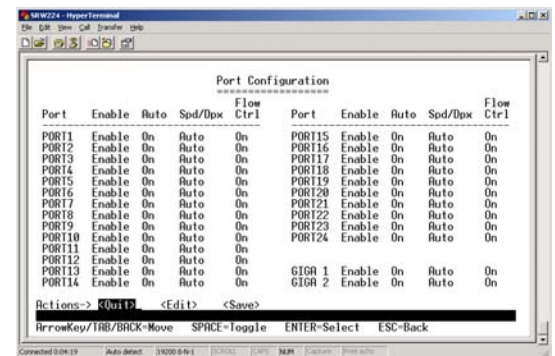 SRW224 - HyperTerminal
File Edit View Call Transfer Help
Port Configuration
Flow Flow
Port Enable Auto Spd/Dpx Ctrl Port Enable Auto Spd/Dpx Ctrl
PORT1 Enable On Auto On PORT15 Enable On Auto On
PORT2 Enable On Auto On PORT16 Enable On Auto On
PORT3 Enable On Auto On PORT17 Enable On Auto On
PORT4 Enable On Auto On PORT18 Enable On Auto On
PORT5 Enable On Auto On PORT19 Enable On Auto On
PORT6 Enable On Auto On PORT20 Enable On Auto On
PORT7 Enable On Auto On PORT21 Enable On Auto On
PORT8 Enable On Auto On PORT22 Enable On Auto On
PORT9 Enable On Auto On PORT23 Enable On Auto On
PORT10 Enable On Auto On PORT24 Enable On Auto On
PORT11 Enable On Auto On
PORT12 Enable On Auto On
PORT13 Enable On Auto On GIGA 1 Enable On Auto On
PORT14 Enable On Auto On GIGA 2 Enable On Auto On
Actions-> <Quit> <Edit> <Save>
ArrowKey/TAB/BACK=Move SPACE=Toggle ENTER=Select ESC=Back
Connected 0:04:19 Auto detect 19200 8-N-1 SCROLL CAPS NUM Capture Print echo